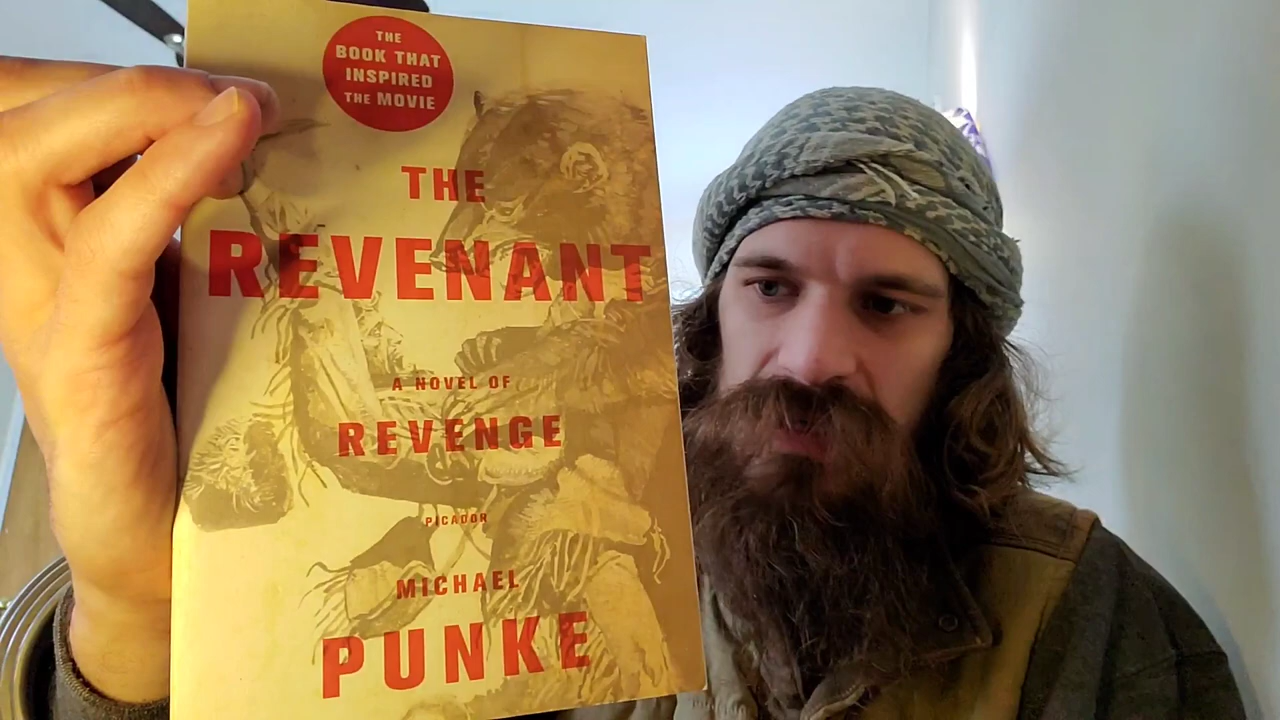 THE
BOOK THAT
INSPIRED
THE MOVIE
THE
REVENANT
A NOVEL OF
REVENGE
PICADOR
MICHAEL
PUNKE